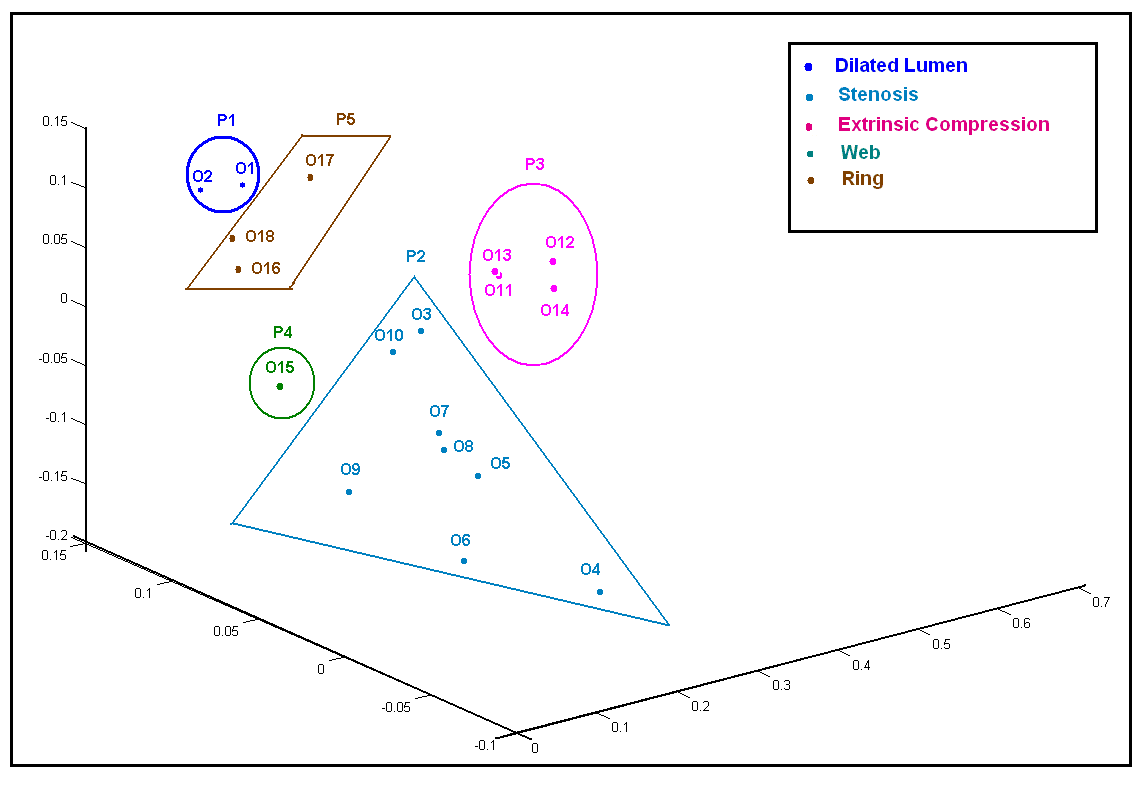 Dilated Lumen
Stenosis
Extrinsic Compression
Web
Ring
P1
P5
0.15
O17
O2
O1
0.1
P3
O18
0.05
O16
P2
O13
O12
O11
O14
0
P4
O3
O10
-0.05
O15
O7
-0.1
O8
O5
O9
-0.15
-0.2
O6
0.15
O4
0.1
0.05
0
-0.05
-0.1
0
0.1
0.2
0.3
0.4
0.5
0.6
0.7